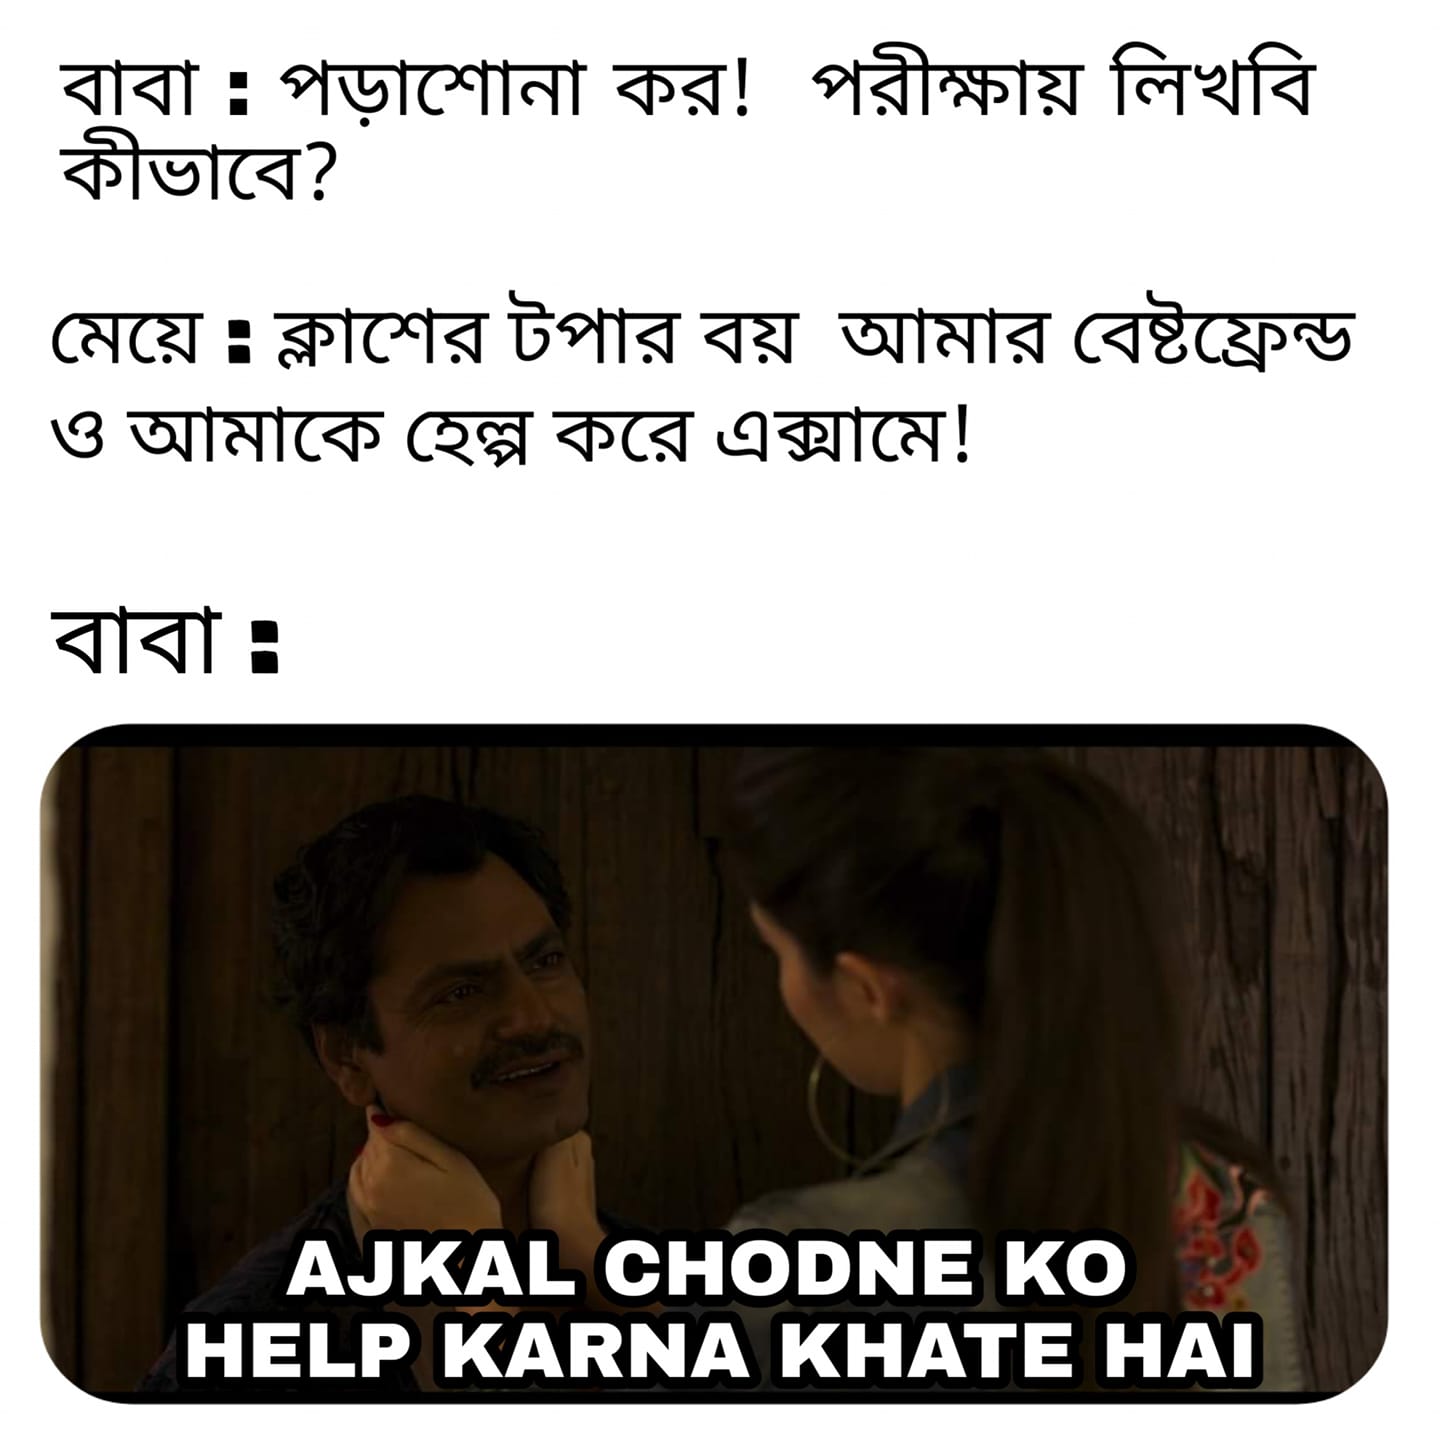 বাবা : পড়াশোনা কর! পরীক্ষায় লিখবি
কীভাবে?
মেয়ে : ক্লাশের টপার বয় আমার বেষ্টফ্রেন্ড
ও আমাকে হেল্প করে এক্সামে!
বাবা :
AJKAL CHODNE KO
HELP KARNA KHATE HAI